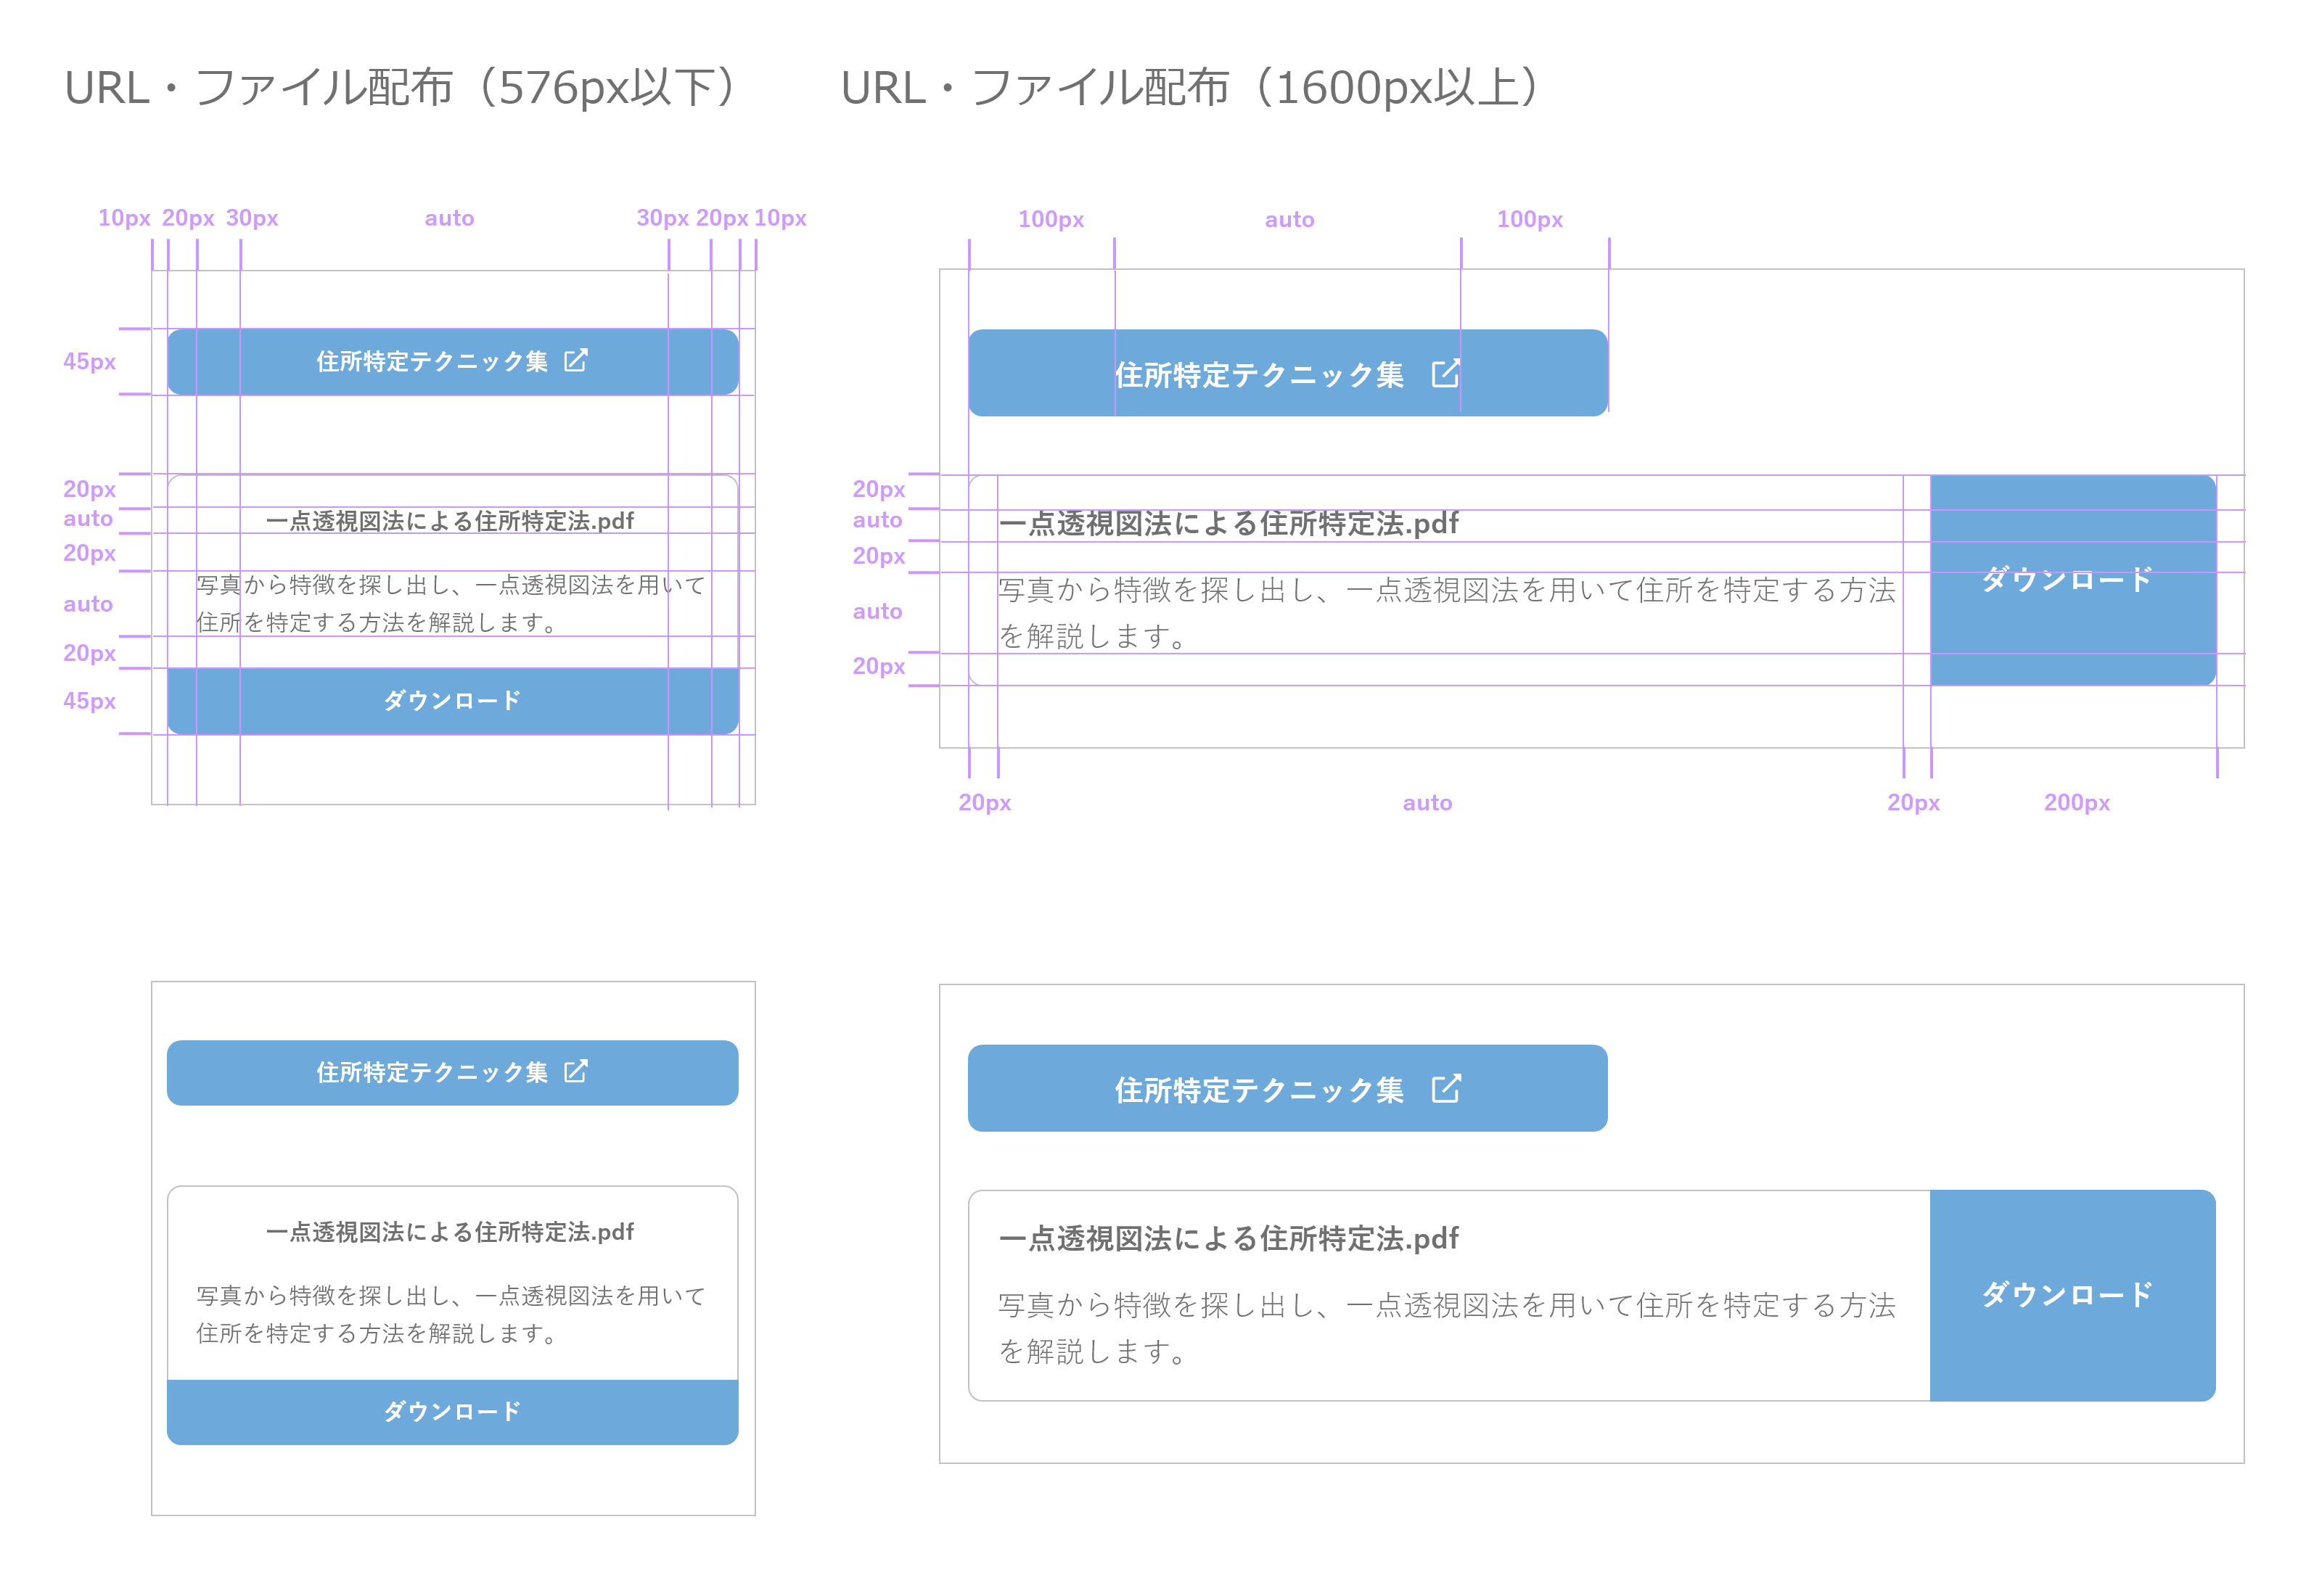 URL・ファイル配布（576px以下）
10px 20px 30px auto 30px 20px 10px
45px
住所特定テクニック集
20px
auto
一点透視図法による住所特定法.pdf
20px
auto
写真から特徴を探し出し、一点透視図法を用いて
住所を特定する方法を解説します。
20px
45px
ダウンロード
URL・ファイル配布（1600px以上）
100px auto 100px
住所特定テクニック集
20px
auto
一点透視図法による住所特定法.pdf
20px
auto
写真から特徴を探し出し、一点透視図法を用いて住所を特定する方法
を解説します。
20px
ダウンロード
20px auto 20px 200px
住所特定テクニック集
一点透視図法による住所特定法.pdf
写真から特徴を探し出し、一点透視図法を用いて
住所を特定する方法を解説します。
ダウンロード
住所特定テクニック集
一点透視図法による住所特定法.pdf
写真から特徴を探し出し、一点透視図法を用いて住所を特定する方法
を解説します。
ダウンロード